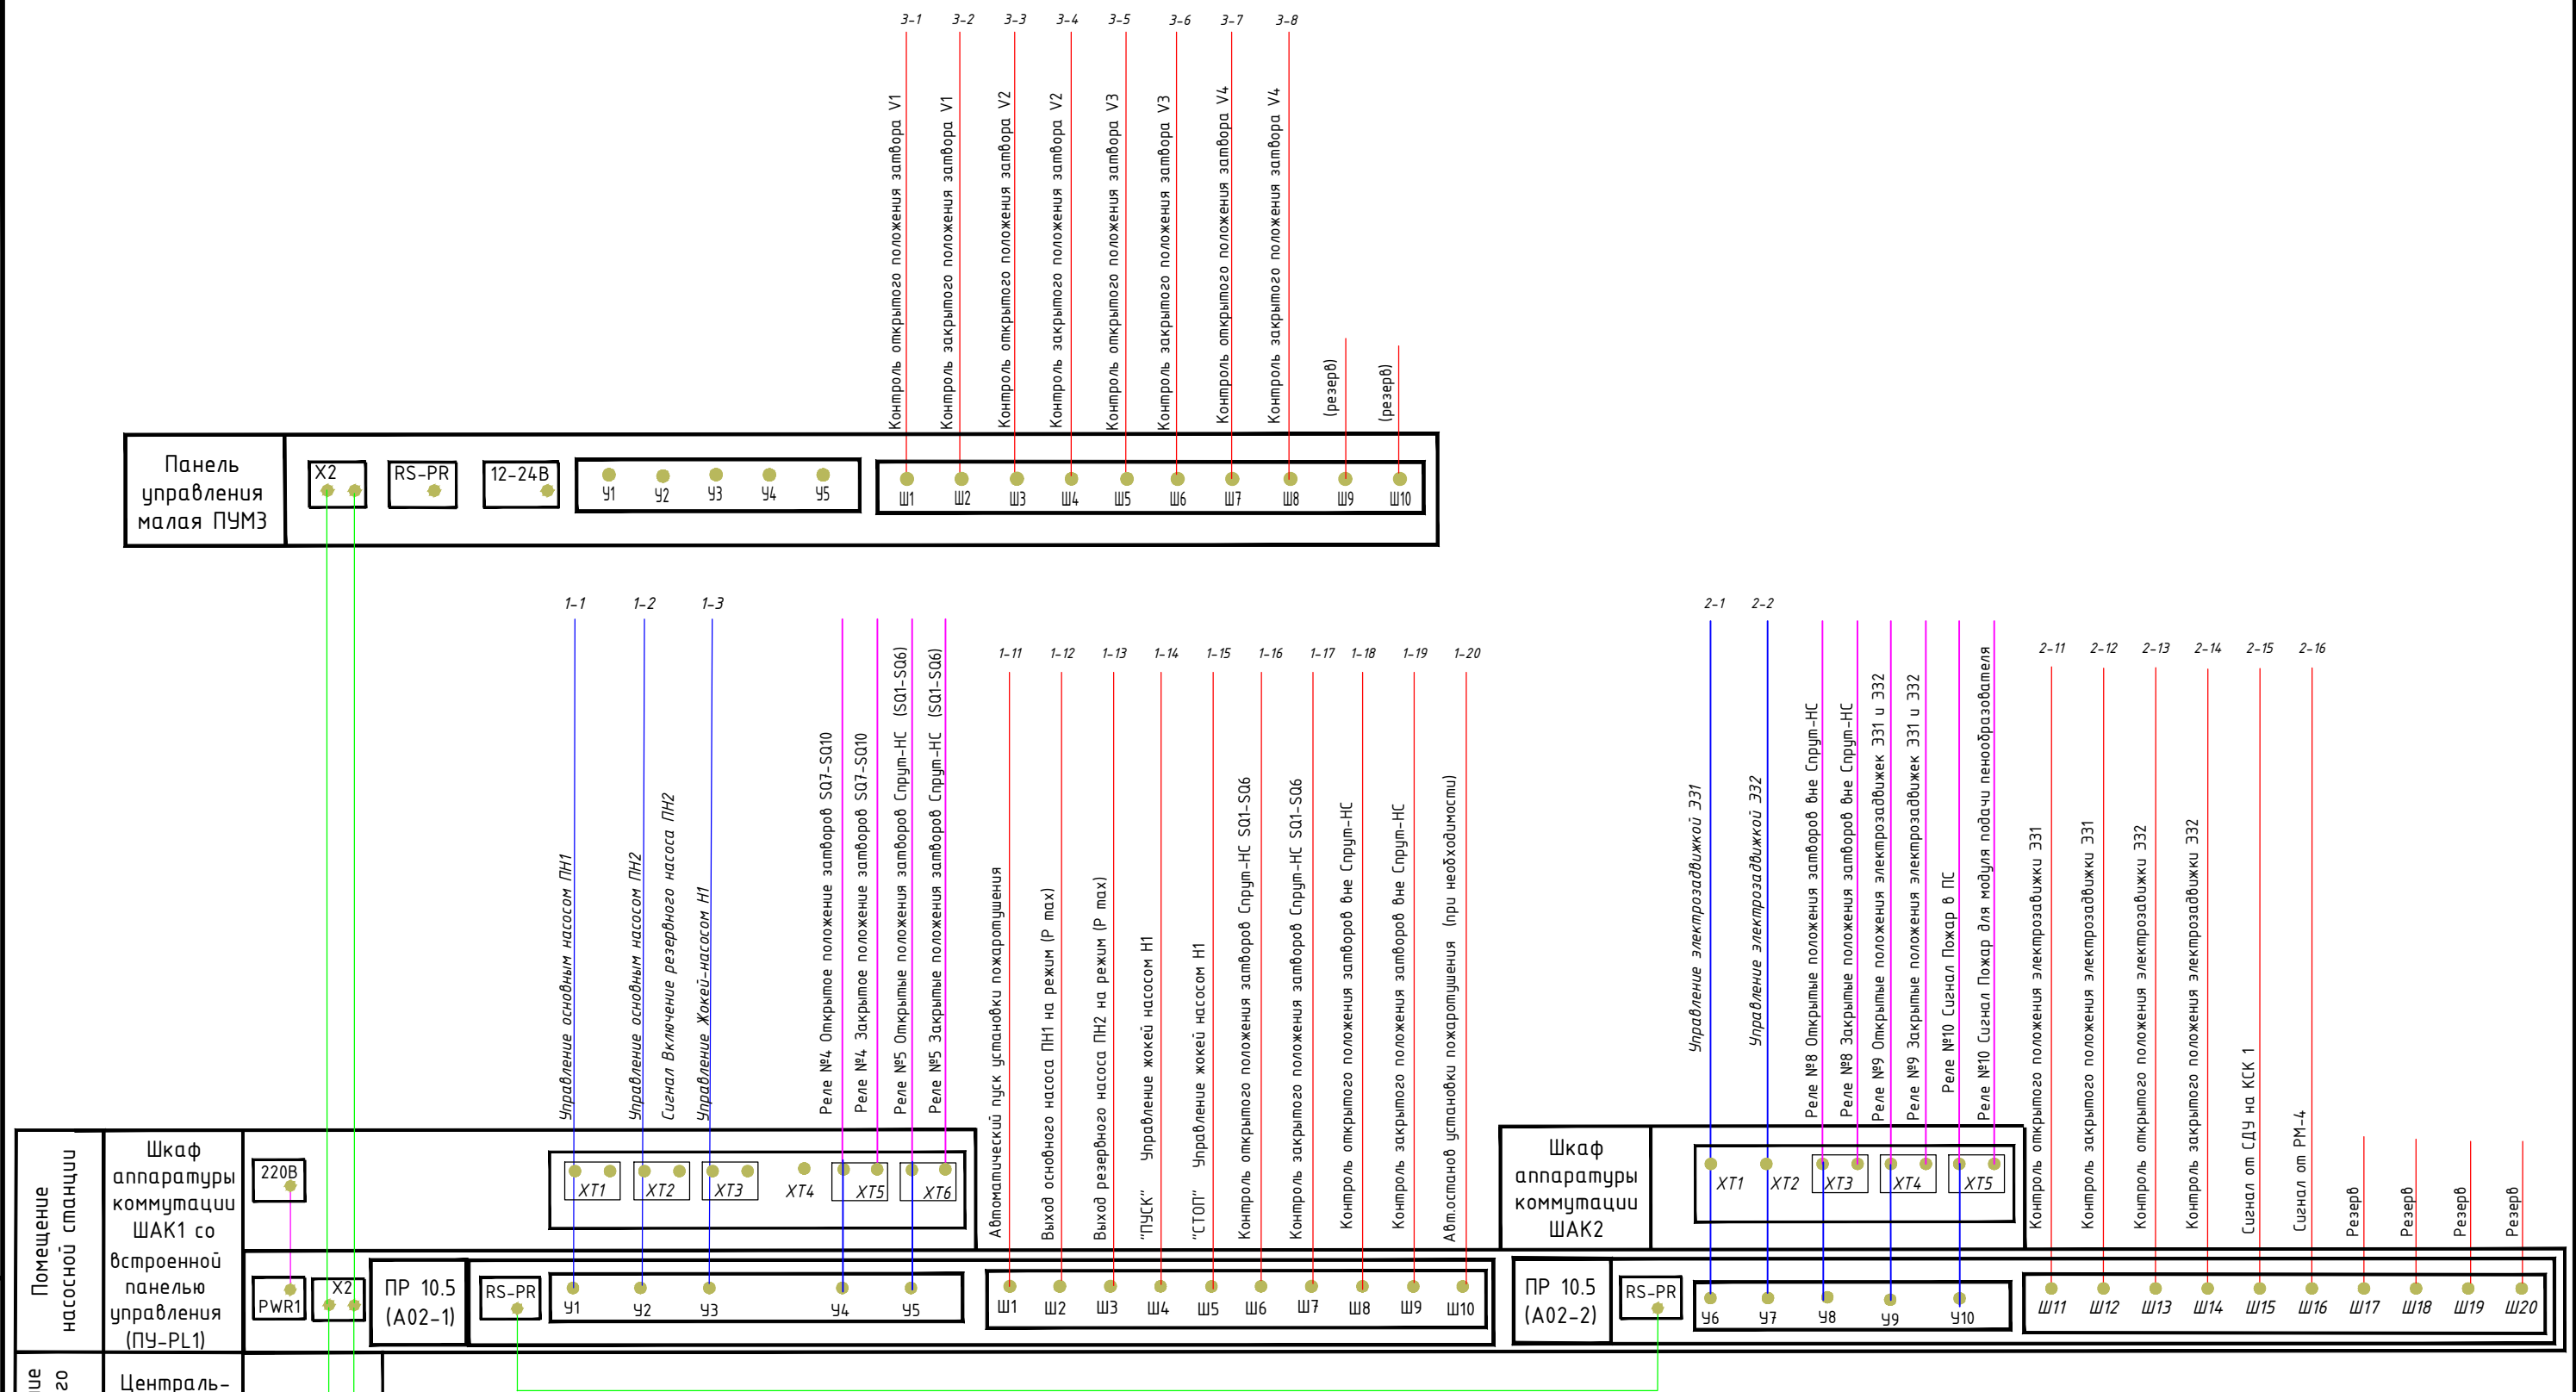 3-1 3-2 3-3 3-4 3-5 3-6 3-7 3-8
Контроль открытого положения затвора V1
Контроль закрытого положения затвора V1
Контроль открытого положения затвора V2
Контроль закрытого положения затвора V2
Контроль открытого положения затвора V3
Контроль закрытого положения затвора V3
Контроль открытого положения затвора V4
Контроль закрытого положения затвора V4
(резерв)
(резерв)
Панель
управления
малая ПУМ3
X2
RS-PR
12-24В
У1 У2 У3 У4 У5
Ш1 Ш2 Ш3 Ш4 Ш5 Ш6 Ш7 Ш8 Ш9 Ш10
1-1 1-2 1-3
Управление основным насосом ПН1
Управление основным насосом ПН2
Сигнал Включение резервного насоса ПН2
Управление Жокей-насосом Н1
Реле №4 Открытое положение затворов SQ7-SQ10
Реле №4 Закрытое положение затворов SQ7-SQ10
Реле №5 Открытые положения затворов Спрут-НС (SQ1-SQ6)
Реле №5 Закрытые положения затворов Спрут-НС (SQ1-SQ6)
1-11 1-12 1-13 1-14 1-15 1-16 1-17 1-18 1-19 1-20
Автоматический пуск установки пожаротушения
Выход основного насоса ПН1 на режим (P max)
Выход резервного насоса ПН2 на режим (P max)
"ПУСК" Управление жокей насосом Н1
"СТОП" Управление жокей насосом Н1
Контроль открытого положения затворов Спрут-НС SQ1-SQ6
Контроль закрытого положения затворов Спрут-НС SQ1-SQ6
Контроль открытого положения затворов вне Спрут-НС
Контроль закрытого положения затворов вне Спрут-НС
Авт.останов установки пожаротушения (при необходимости)
2-1 2-2
Управление электрозадвижкой ЭЗ1
Управление электрозадвижкой ЭЗ2
Реле №8 Открытые положения затворов вне Спрут-НС
Реле №8 Закрытые положения затворов вне Спрут-НС
Реле №9 Открытые положения электрозадвижек ЭЗ1 и ЭЗ2
Реле №9 Закрытые положения электрозадвижек ЭЗ1 и ЭЗ2
Реле №10 Сигнал Пожар в ПС
Реле №10 Сигнал Пожар для модуля подачи пенообразователя
2-11 2-12 2-13 2-14 2-15 2-16
Контроль открытого положения электрозавижки ЭЗ1
Контроль закрытого положения электрозадвижки ЭЗ1
Контроль открытого положения электрозавижки ЭЗ2
Контроль закрытого положения электрозадвижки ЭЗ2
Сигнал от СДУ на КСК 1
Сигнал от РМ-4
Резерв
Резерв
Резерв
Резерв
Помещение
насосной станции
Шкаф
аппаратуры
коммутации
ШАК1 со
встроенной
панелью
управления
(ПУ-PL1)
220В
XT1 XT2 XT3 XT4 XT5 XT6
Шкаф
аппаратуры
коммутации
ШАК2
XT1 XT2 XT3 XT4 XT5
PWR1
X2
ПР 10.5
(А02-1)
RS-PR
У1 У2 У3 У4 У5
Ш1 Ш2 Ш3 Ш4 Ш5 Ш6 Ш7 Ш8 Ш9 Ш10
ПР 10.5
(А02-2)
RS-PR
У6 У7 У8 У9 У10
Ш11 Ш12 Ш13 Ш14 Ш15 Ш16 Ш17 Ш18 Ш19 Ш20
Централь-